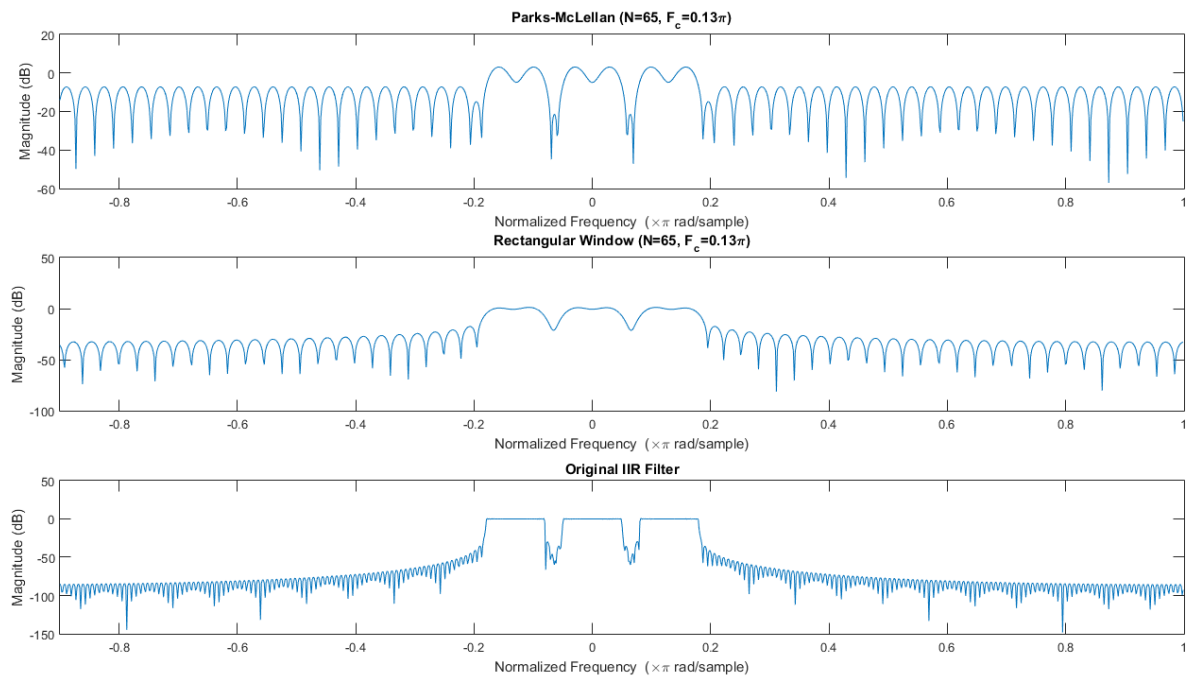 Parks-McLellan (N=65, F_c=0.13π)
20
0
-20
-40
-60
Magnitude (dB)
-0.8 -0.6 -0.4 -0.2 0 0.2 0.4 0.6 0.8 1
Normalized Frequency (×π rad/sample)
Rectangular Window (N=65, F_c=0.13π)
50
0
-50
-100
Magnitude (dB)
-0.8 -0.6 -0.4 -0.2 0 0.2 0.4 0.6 0.8 1
Normalized Frequency (×π rad/sample)
Original IIR Filter
50
0
-50
-100
-150
Magnitude (dB)
-0.8 -0.6 -0.4 -0.2 0 0.2 0.4 0.6 0.8 1
Normalized Frequency (×π rad/sample)